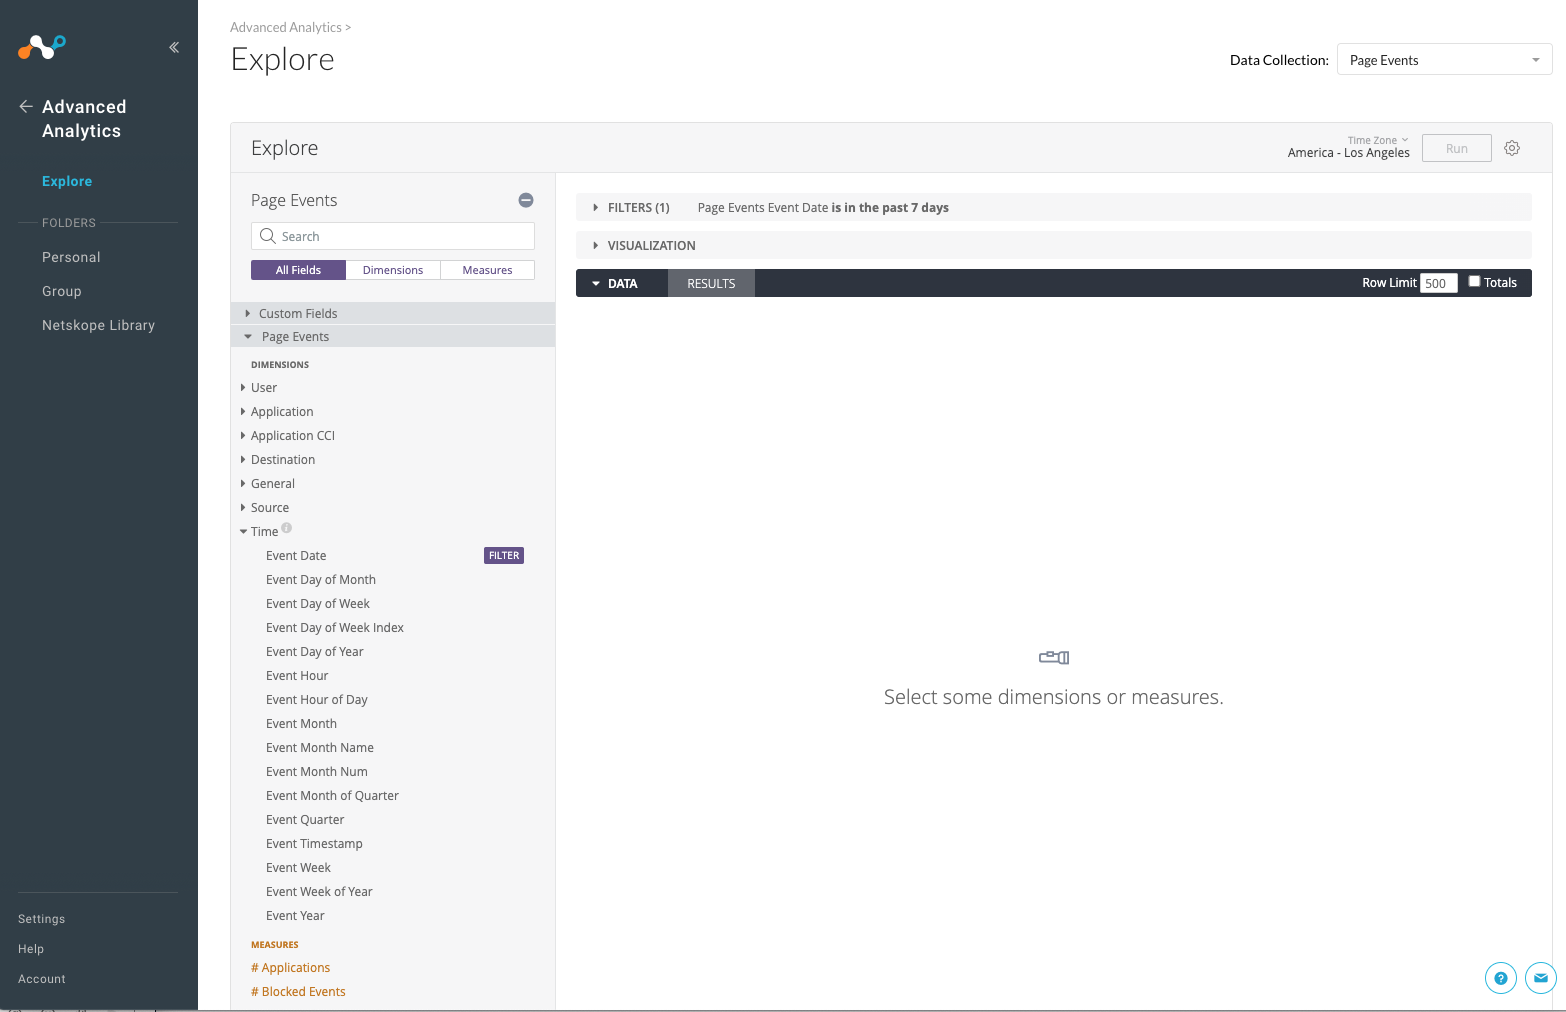 Advanced Analytics >
Explore
Data Collection:
Page Events
Advanced
Analytics
Explore
FOLDERS
Personal
Group
Netskope Library
Settings
Help
Account
Explore
Time Zone
America - Los Angeles
Run
Page Events
Search
All Fields
Dimensions
Measures
Custom Fields
Page Events
DIMENSIONS
User
Application
Application CCI
Destination
General
Source
Time
Event Date
FILTER
Event Day of Month
Event Day of Week
Event Day of Week Index
Event Day of Year
Event Hour
Event Hour of Day
Event Month
Event Month Name
Event Month Num
Event Month of Quarter
Event Quarter
Event Timestamp
Event Week
Event Week of Year
Event Year
MEASURES
# Applications
# Blocked Events
FILTERS (1) Page Events Event Date is in the past 7 days
VISUALIZATION
DATA RESULTS Row Limit 500 Totals
Select some dimensions or measures.